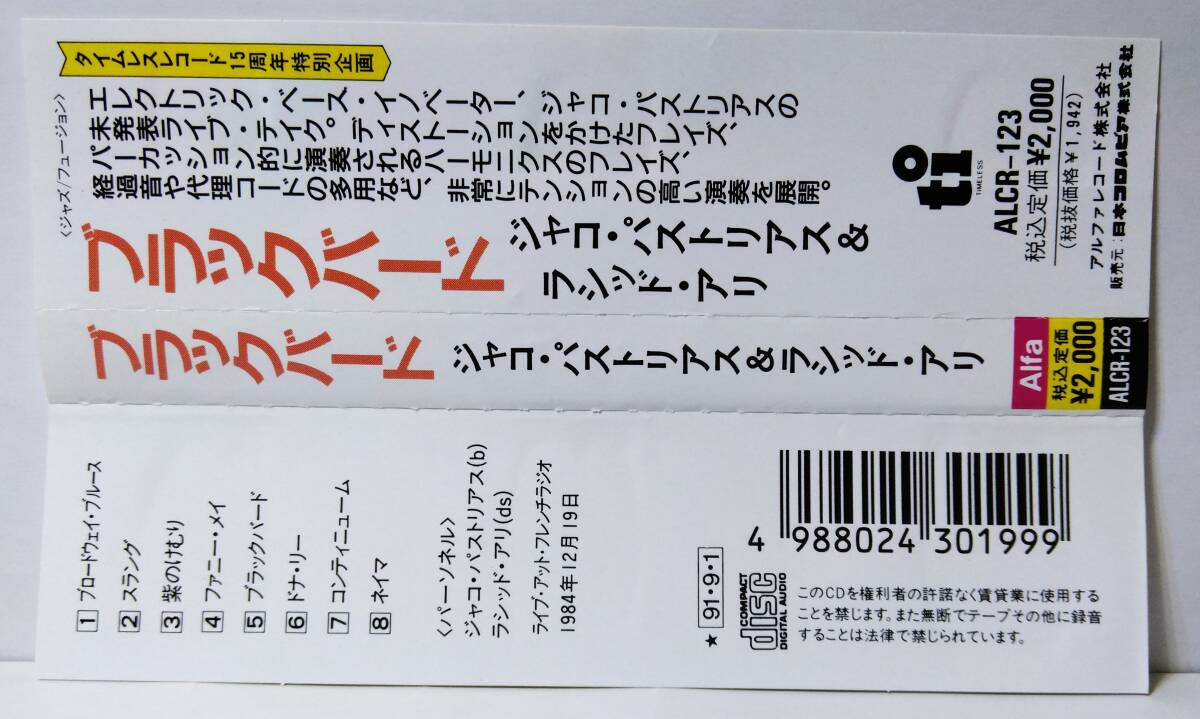 タイムレスレコード15周年特別企画
〈ジャズ/フュージョン〉
エレクトリック・ベース・イノベーター、ジャコ・パストリアスの
未発表ライブ・テイク。ディストーションをかけたフレイズ、
パーカッション的に演奏されるハーモニクスのフレイズ、
経過音や代理コードの多用など、非常にテンションの高い演奏を展開。
ブラックバード
ジャコ・パストリアス&
ラシッド・アリ
ti
TIMELESS
ALCR-123
税込定価¥2,000
(税抜価格¥1,942)
アルファレコード株式会社
販売元:日本コロムビア株式会社
ブラックバード
ジャコ・パストリアス&ラシッド・アリ
Alfa
税込定価
¥2,000
ALCR-123
1 ブロードウェイ・ブルース
2 スラング
3 紫のけむり
4 ファニー・メイ
5 ブラックバード
6 ドナ・リー
7 コンティニューム
8 ネイマ
〈パーソネル〉
ジャコ・パストリアス(b)
ラシッド・アリ(ds)
ライブ・アット・フレンチラジオ
1984年12月19日
4 988024 301999
★ 91・9・1
COMPACT
disc
DIGITAL AUDIO
このCDを権利者の許諾なく賃貸業に使用する
ことを禁じます。また無断でテープその他に録音
することは法律で禁じられています。